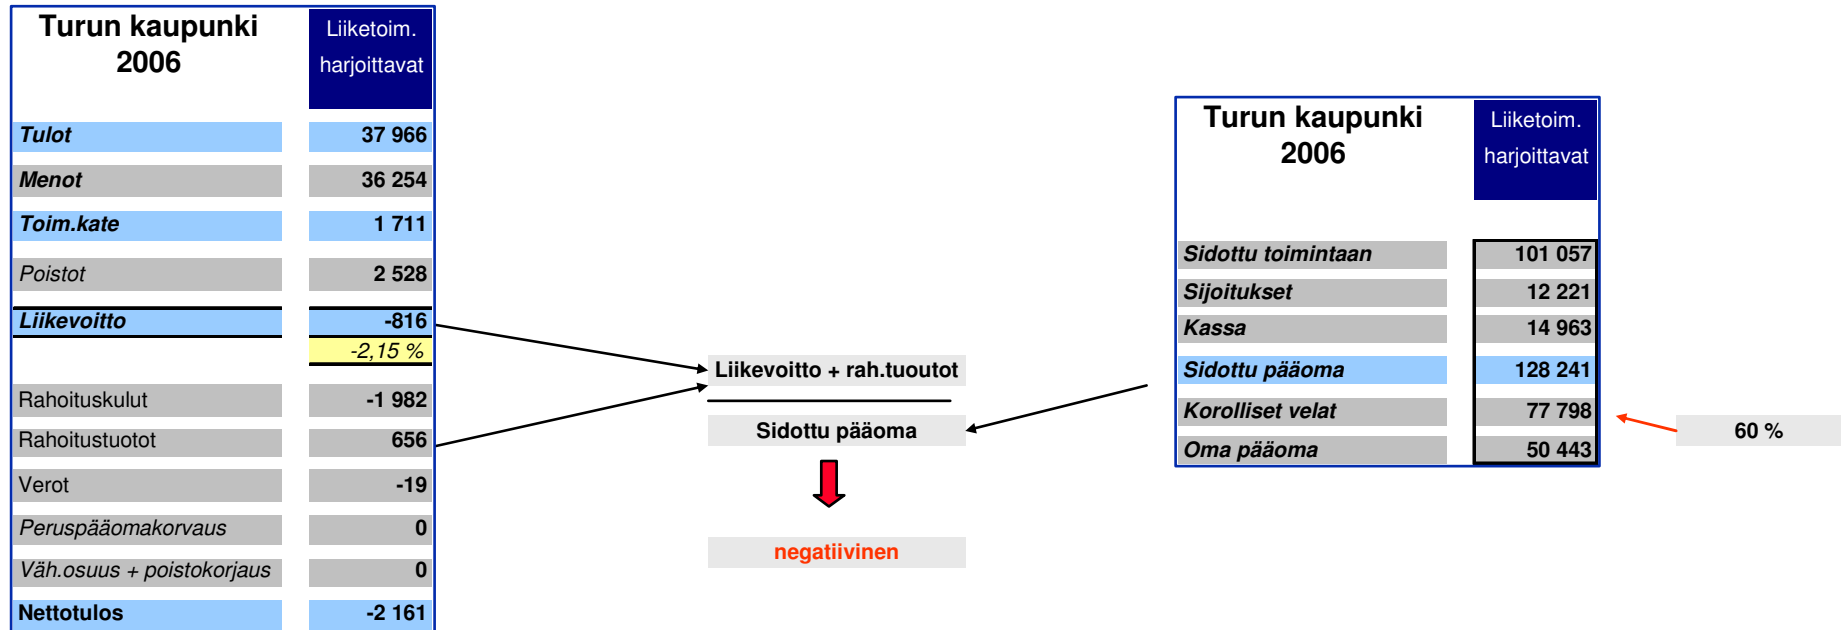 Turun kaupunki
2006
Liiketoim.
harjoittavat
Tulot 37 966
Menot 36 254
Toim.kate 1 711
Poistot 2 528
Liikevoitto -816
-2,15 %
Rahoituskulut -1 982
Rahoitustuotot 656
Verot -19
Peruspääomakorvaus 0
Väh.osuus + poistokorjaus 0
Nettotulos -2 161
Liikevoitto + rah.tuoutot
Sidottu pääoma
negatiivinen
Turun kaupunki
2006
Liiketoim.
harjoittavat
Sidottu toimintaan 101 057
Sijoitukset 12 221
Kassa 14 963
Sidottu pääoma 128 241
Korolliset velat 77 798
Oma pääoma 50 443
60 %